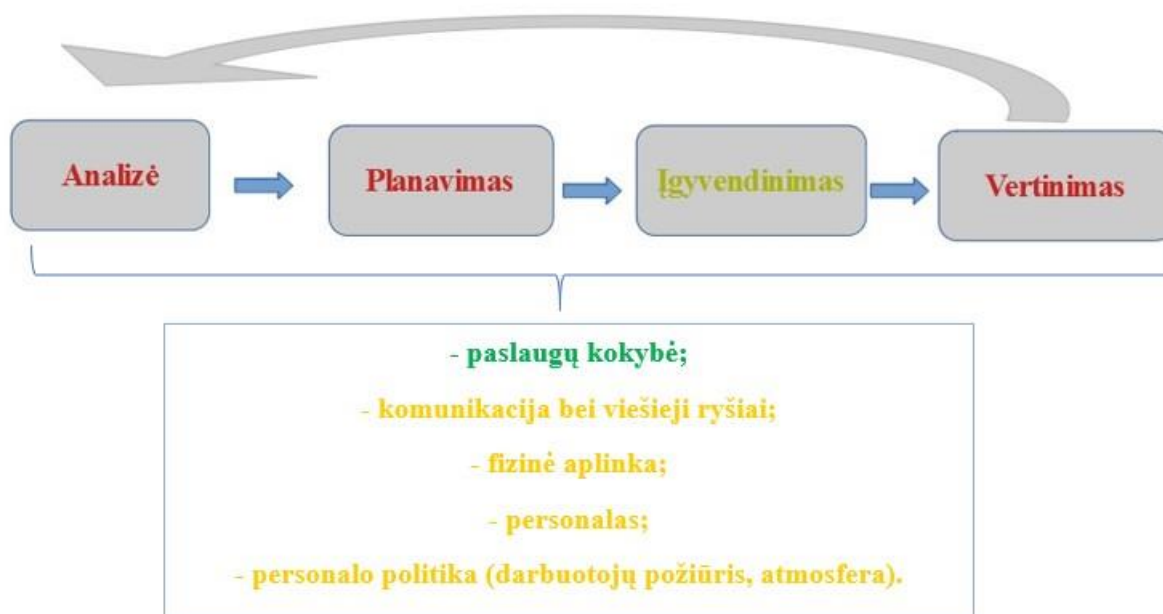 Analizė
Planavimas
Įgyvendinimas
Vertinimas
- paslaugų kokybė;
- komunikacija bei viešieji ryšiai;
- fizinė aplinka;
- personalas;
- personalo politika (darbuotojų požiūris, atmosfera).